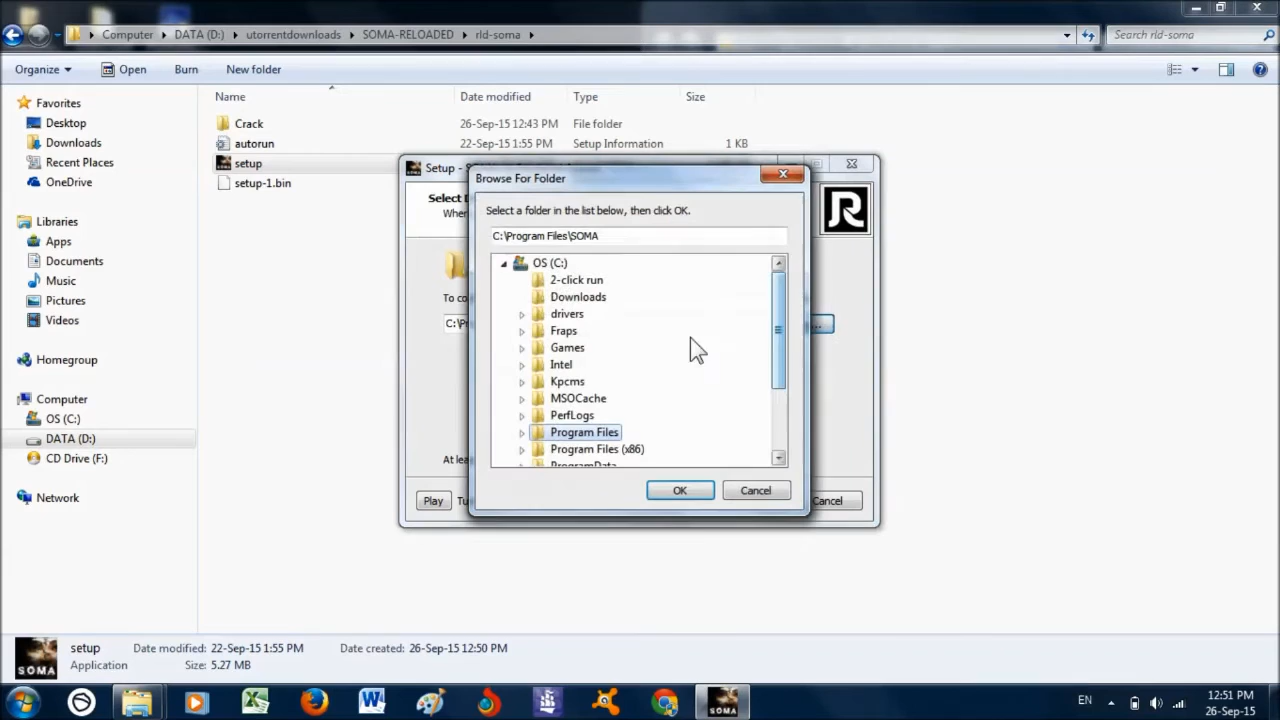 Computer ▸ DATA (D:) ▸ utorrentdownloads ▸ SOMA-RELOADED ▸ rld-soma ▸
Search rld-soma
Organize Open Burn New folder
Name Date modified Type Size
Favorites
Desktop
Downloads
Recent Places
OneDrive
Libraries
Apps
Documents
Music
Pictures
Videos
Homegroup
Computer
OS (C:)
DATA (D:)
CD Drive (F:)
Network
Crack 26-Sep-15 12:43 PM File folder
autorun 22-Sep-15 1:55 PM Setup Information 1 KB
setup
setup-1.bin
Setup - S
Select D
Whe
To co
C:\Pr
At lea
Play Tu
Cancel
Browse For Folder
Select a folder in the list below, then click OK.
C:\Program Files\SOMA
OS (C:)
2-click run
Downloads
drivers
Fraps
Games
Intel
Kpcms
MSOCache
PerfLogs
Program Files
Program Files (x86)
ProgramData
OK Cancel
setup Date modified: 22-Sep-15 1:55 PM Date created: 26-Sep-15 12:50 PM
Application Size: 5.27 MB
SOMA
EN
12:51 PM
26-Sep-15